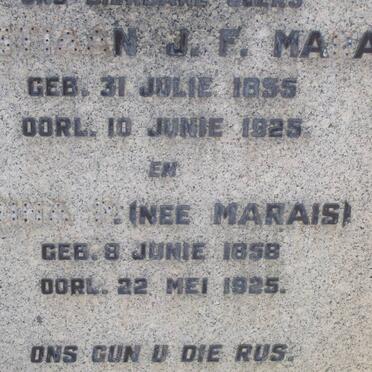 N J. F. MA
GEB. 31 JULIE 1855
OORL. 10 JUNIE 1925.
EN
(NEE MARAIS)
GEB. 8 JUNIE 1858
OORL. 22 MEI 1925.
ONS GUN U DIE RUS.